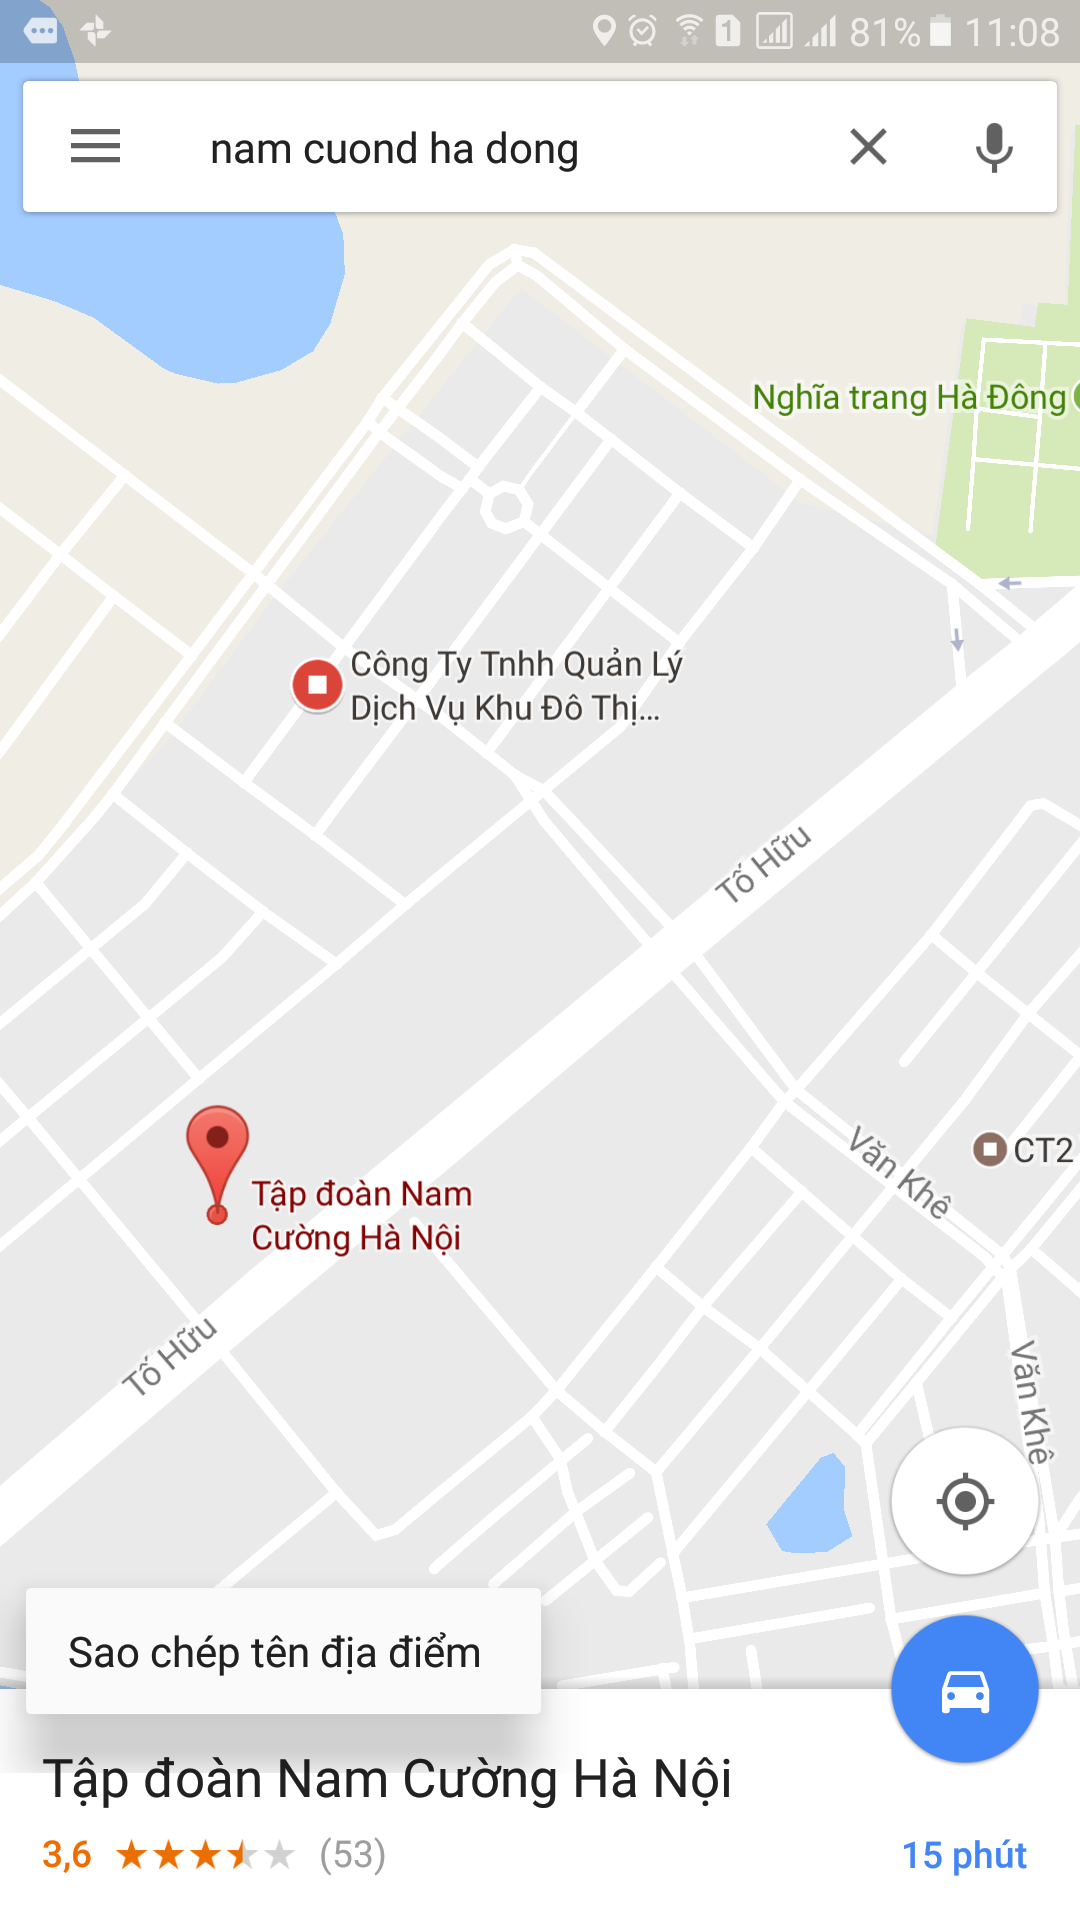 1
81%
11:08
nam cuond ha dong
Nghĩa trang Hà Đông
Công Ty Tnhh Quản Lý
Dịch Vụ Khu Đô Thị...
Tố Hữu
Văn Khê
CT2
Tập đoàn Nam
Cường Hà Nội
Tố Hữu
Văn Khê
Sao chép tên địa điểm
Tập đoàn Nam Cường Hà Nội
3,6
(53)
15 phút